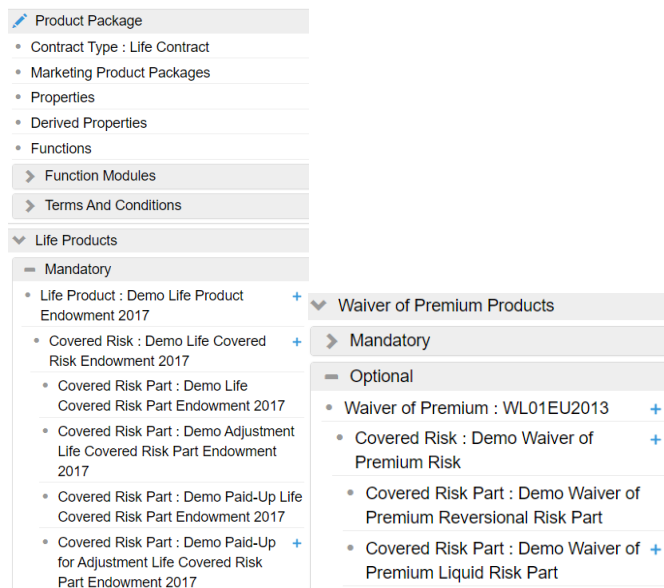 Product Package
Contract Type : Life Contract
Marketing Product Packages
Properties
Derived Properties
Functions
Function Modules
Terms And Conditions
Life Products
Mandatory
Life Product : Demo Life Product
Endowment 2017
Covered Risk : Demo Life Covered
Risk Endowment 2017
Covered Risk Part : Demo Life
Covered Risk Part Endowment 2017
Covered Risk Part : Demo Adjustment
Life Covered Risk Part Endowment
2017
Covered Risk Part : Demo Paid-Up Life
Covered Risk Part Endowment 2017
Covered Risk Part : Demo Paid-Up
for Adjustment Life Covered Risk
Part Endowment 2017
Waiver of Premium Products
Mandatory
Optional
Waiver of Premium : WL01EU2013
Covered Risk : Demo Waiver of
Premium Risk
Covered Risk Part : Demo Waiver of
Premium Reversional Risk Part
Covered Risk Part : Demo Waiver of
Premium Liquid Risk Part